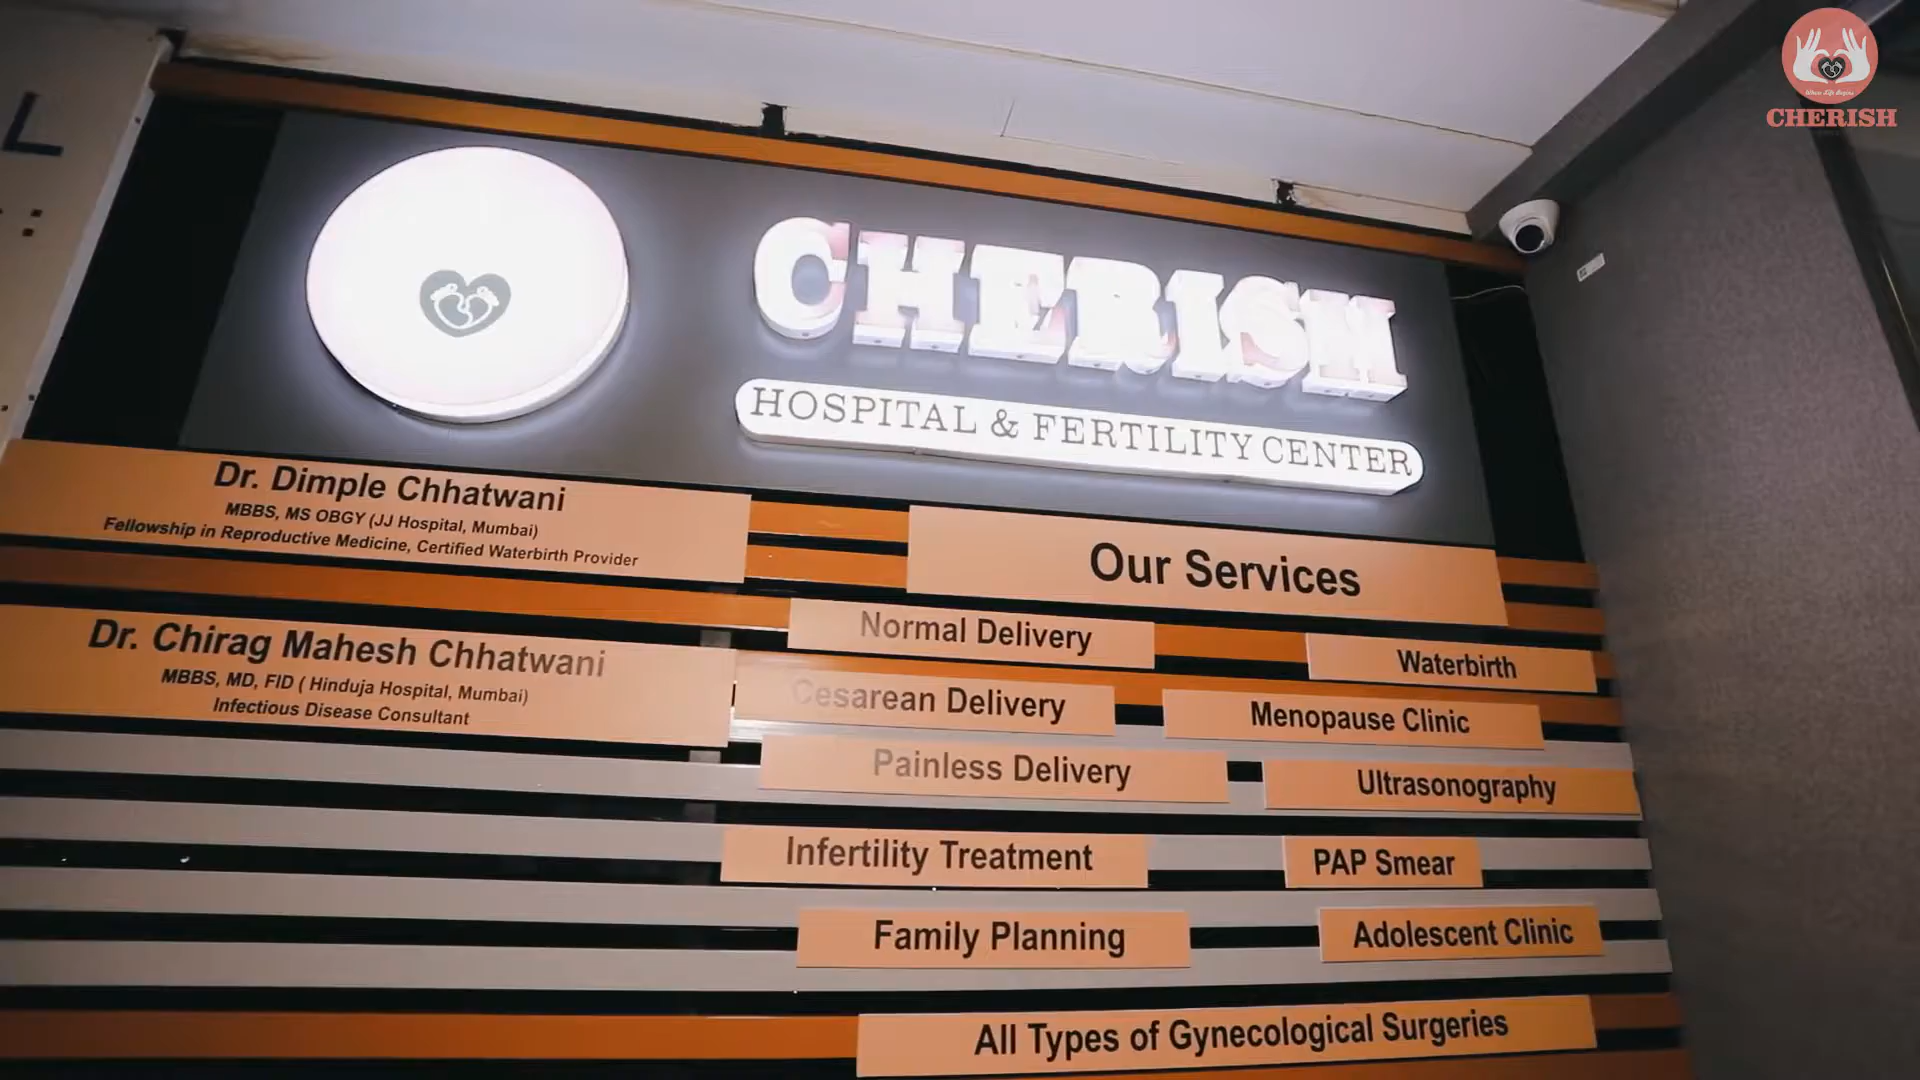 L
CHERISH
HOSPITAL & FERTILITY CENTER
Dr. Dimple Chhatwani
MBBS, MS OBGY (JJ Hospital, Mumbai)
Fellowship in Reproductive Medicine, Certified Waterbirth Provider
Dr. Chirag Mahesh Chhatwani
MBBS, MD, FID ( Hinduja Hospital, Mumbai)
Infectious Disease Consultant
Our Services
Normal Delivery
Waterbirth
Cesarean Delivery
Menopause Clinic
Painless Delivery
Ultrasonography
Infertility Treatment
PAP Smear
Family Planning
Adolescent Clinic
All Types of Gynecological Surgeries
Where Life Begins
CHERISH